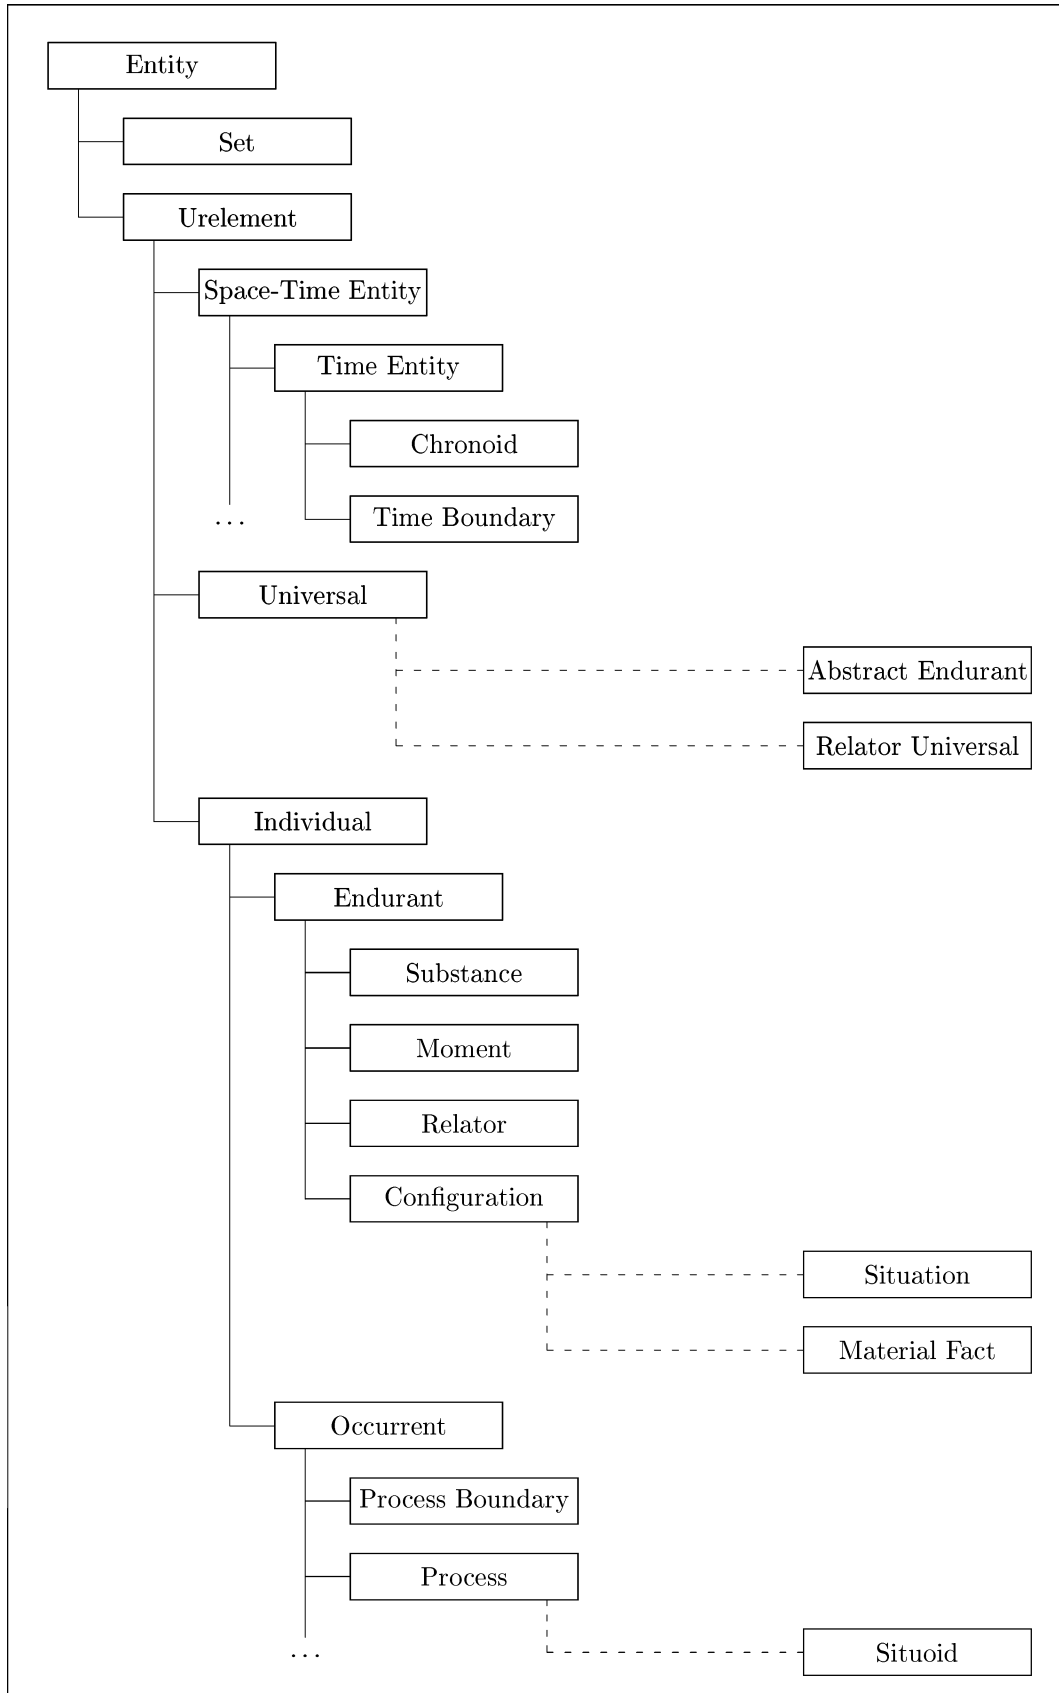 Entity
Set
Urelement
Space-Time Entity
Time Entity
Chronoid
Time Boundary
...
Universal
Abstract Endurant
Relator Universal
Individual
Endurant
Substance
Moment
Relator
Configuration
Situation
Material Fact
Occurrent
Process Boundary
Process
Situoid
...